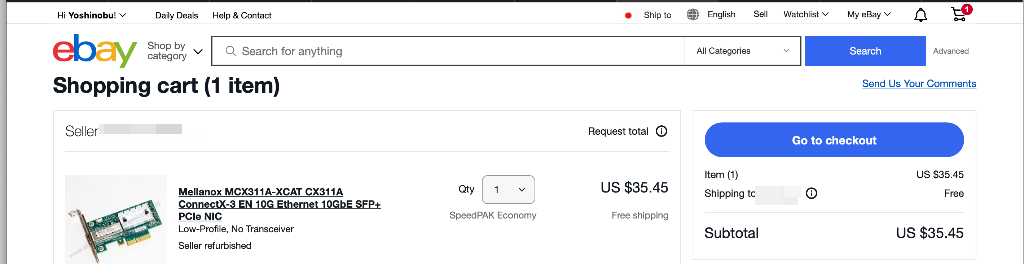 Hi Yoshinobu!
Daily Deals
Help & Contact
Ship to
English
Sell
Watchlist
My eBay
1
ebay
Shop by
category
Search for anything
All Categories
Search
Advanced
Shopping cart (1 item)
Send Us Your Comments
Seller
Request total
Mellanox MCX311A-XCAT CX311A
ConnectX-3 EN 10G Ethernet 10GbE SFP+
PCIe NIC
Low-Profile, No Transceiver
Seller refurbished
Qty
1
US $35.45
SpeedPAK Economy
Free shipping
Go to checkout
Item (1)
US $35.45
Shipping to
Free
Subtotal
US $35.45